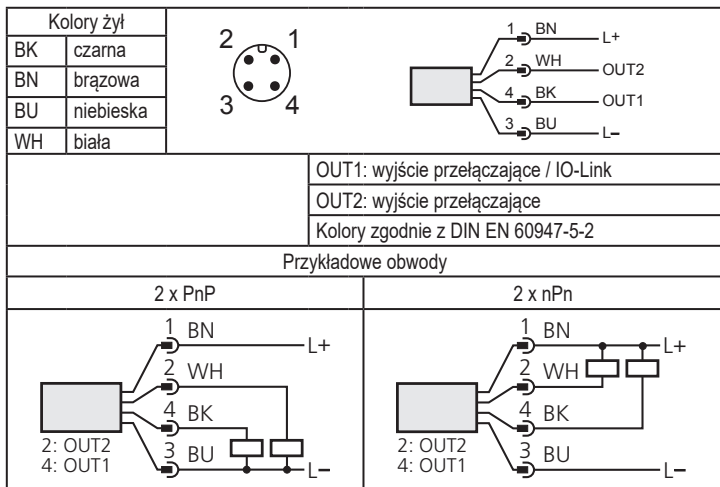 Kolory żył
BK czarna
BN brązowa
BU niebieska
WH biała
2 1
3 4
1 BN L+
2 WH OUT2
4 BK OUT1
3 BU L–
OUT1: wyjście przełączające / IO-Link
OUT2: wyjście przełączające
Kolory zgodnie z DIN EN 60947-5-2
Przykładowe obwody
2 x PnP
2 x nPn
1 BN L+
2 WH
4 BK
3 BU L–
2: OUT2
4: OUT1
1 BN L+
2 WH
4 BK
3 BU L–
2: OUT2
4: OUT1